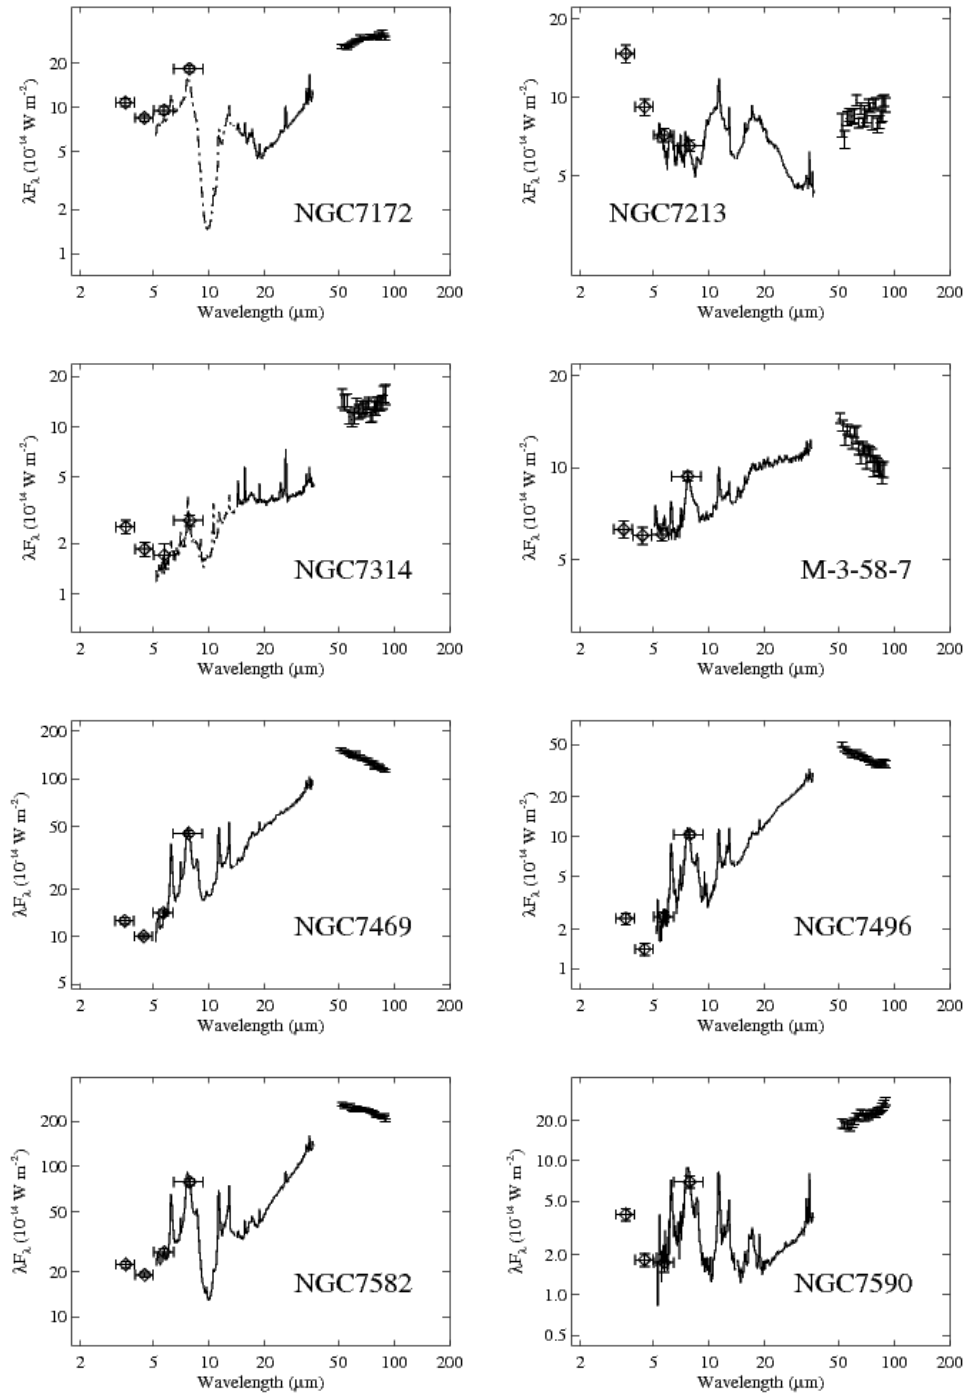 20
10
5
2
1
λF_λ (10⁻¹⁴ W m⁻²)
NGC7172
2 5 10 20 50 100 200
Wavelength (μm)
20
10
5
λF_λ (10⁻¹⁴ W m⁻²)
NGC7213
2 5 10 20 50 100 200
Wavelength (μm)
20
10
5
2
1
λF_λ (10⁻¹⁴ W m⁻²)
NGC7314
2 5 10 20 50 100 200
Wavelength (μm)
20
10
5
λF_λ (10⁻¹⁴ W m⁻²)
M-3-58-7
2 5 10 20 50 100 200
Wavelength (μm)
200
100
50
20
10
5
λF_λ (10⁻¹⁴ W m⁻²)
NGC7469
2 5 10 20 50 100 200
Wavelength (μm)
50
20
10
5
2
1
λF_λ (10⁻¹⁴ W m⁻²)
NGC7496
2 5 10 20 50 100 200
Wavelength (μm)
200
100
50
20
10
λF_λ (10⁻¹⁴ W m⁻²)
NGC7582
2 5 10 20 50 100 200
Wavelength (μm)
20.0
10.0
5.0
2.0
1.0
0.5
λF_λ (10⁻¹⁴ W m⁻²)
NGC7590
2 5 10 20 50 100 200
Wavelength (μm)